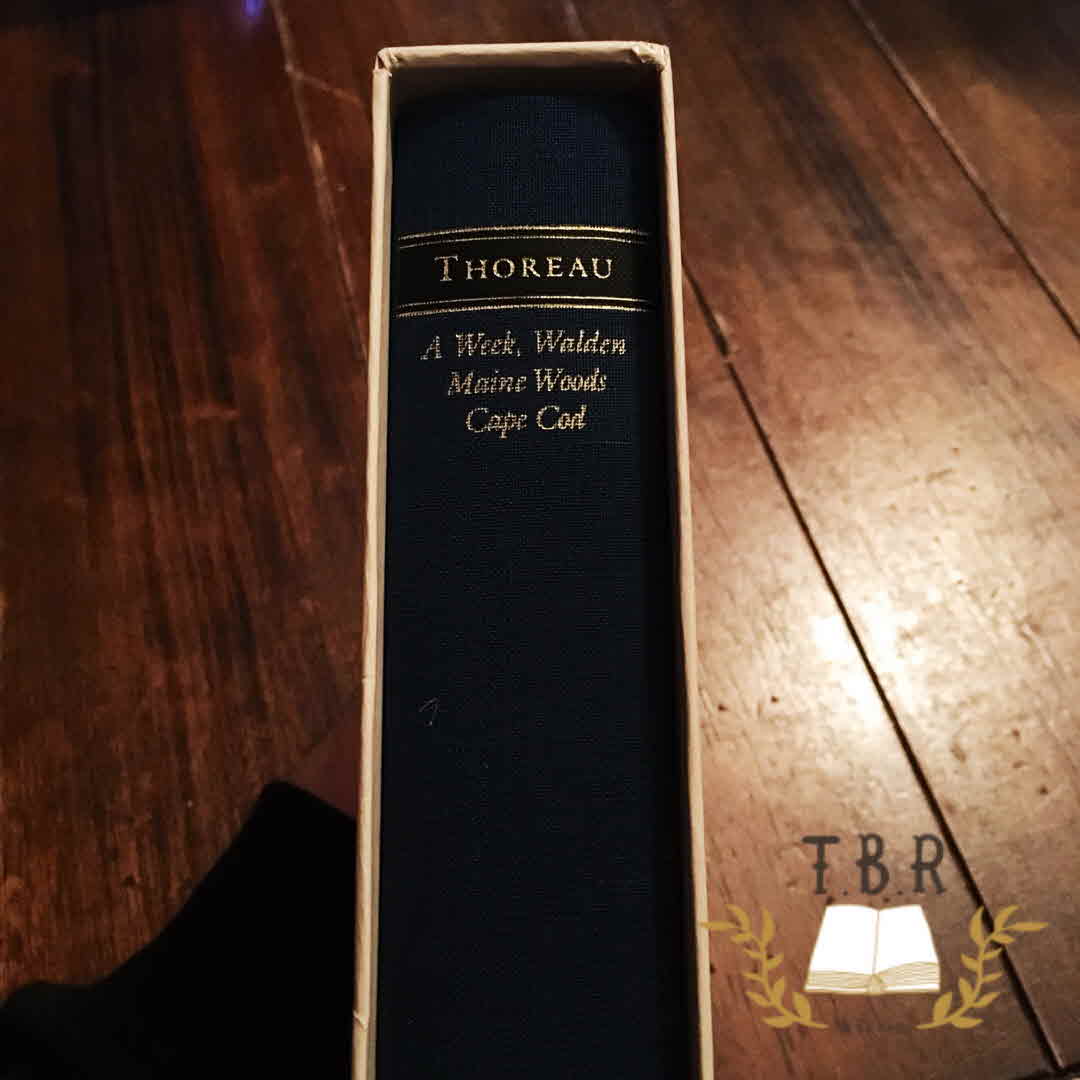 THOREAU
A Week, Walden
Maine Woods
Cape Cod
T.B.R